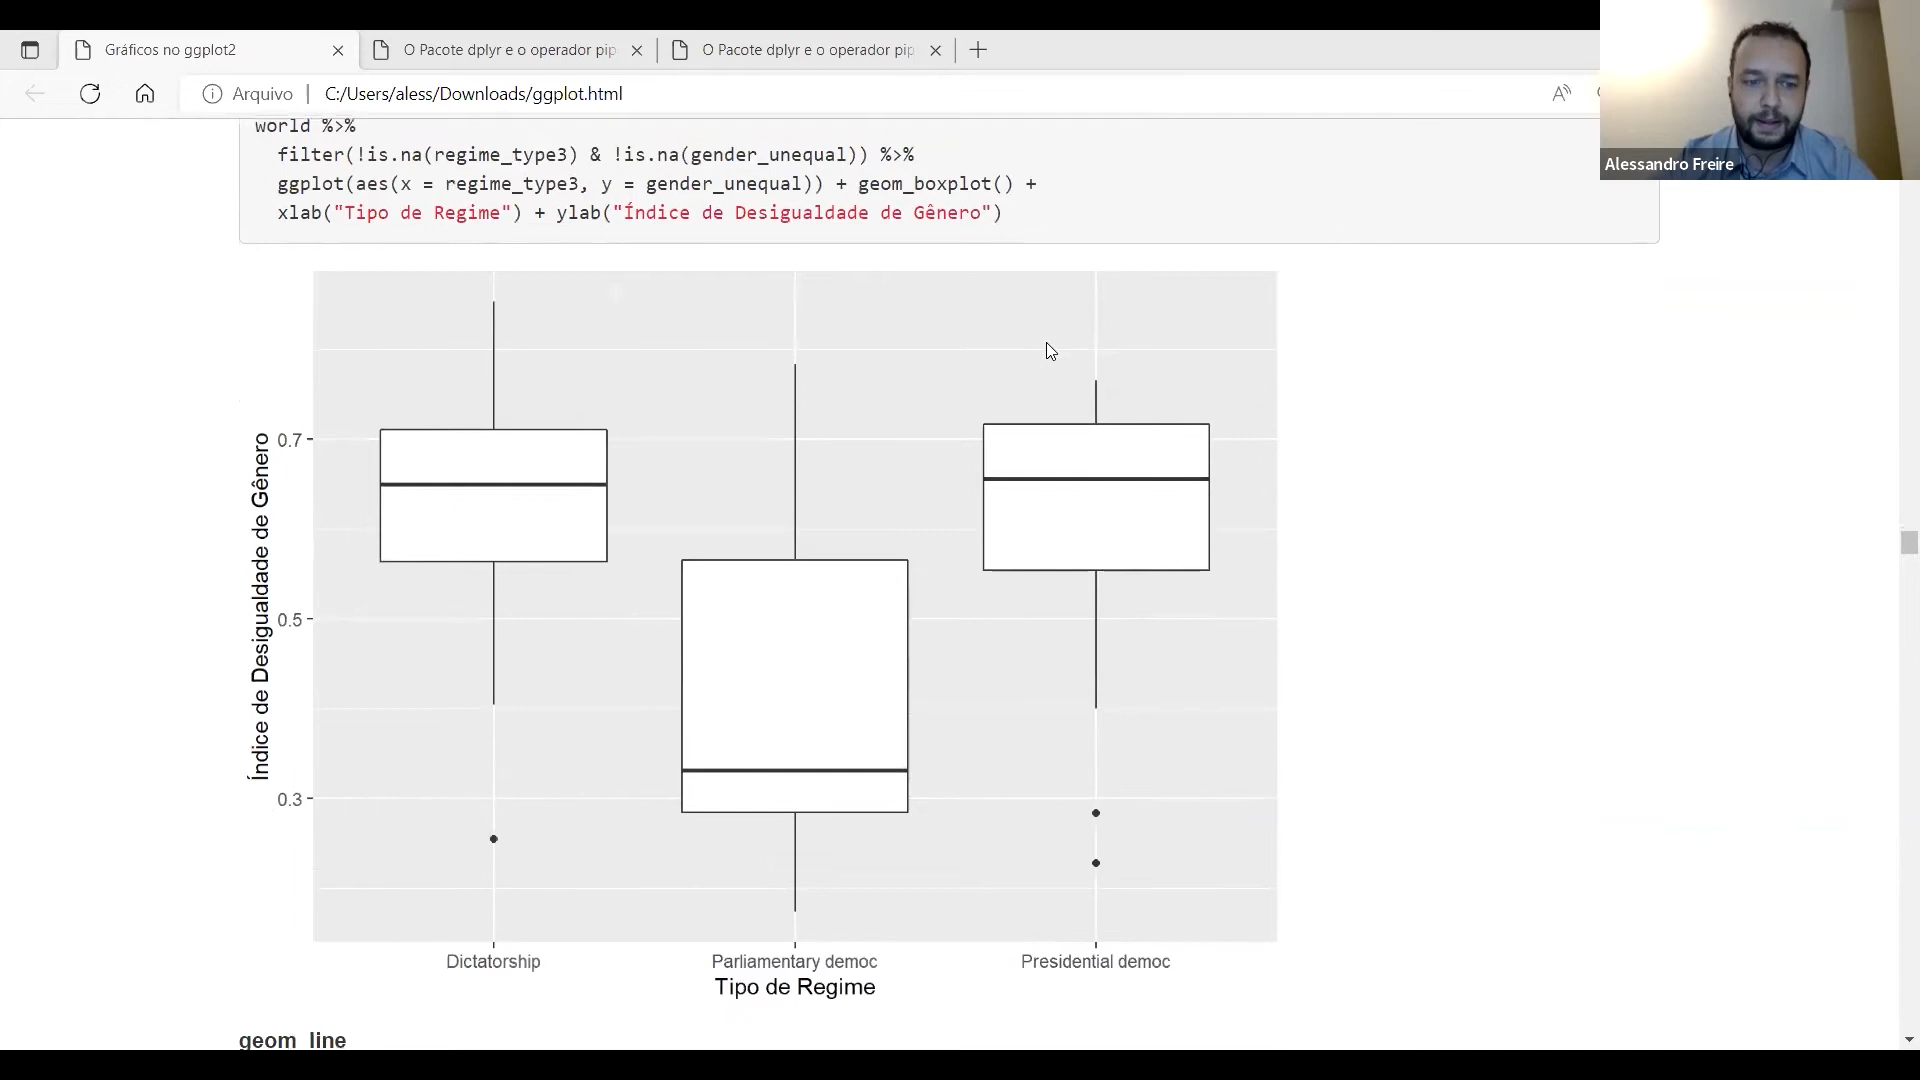 Gráficos no ggplot2
O Pacote dplyr e o operador pip
O Pacote dplyr e o operador pip
Arquivo
C:/Users/aless/Downloads/ggplot.html
Alessandro Freire
world %>%
filter(!is.na(regime_type3) & !is.na(gender_unequal)) %>%
ggplot(aes(x = regime_type3, y = gender_unequal)) + geom_boxplot() +
xlab("Tipo de Regime") + ylab("Índice de Desigualdade de Gênero")
Índice de Desigualdade de Gênero
0.7
0.5
0.3
Dictatorship
Parliamentary democ
Presidential democ
Tipo de Regime
geom_line